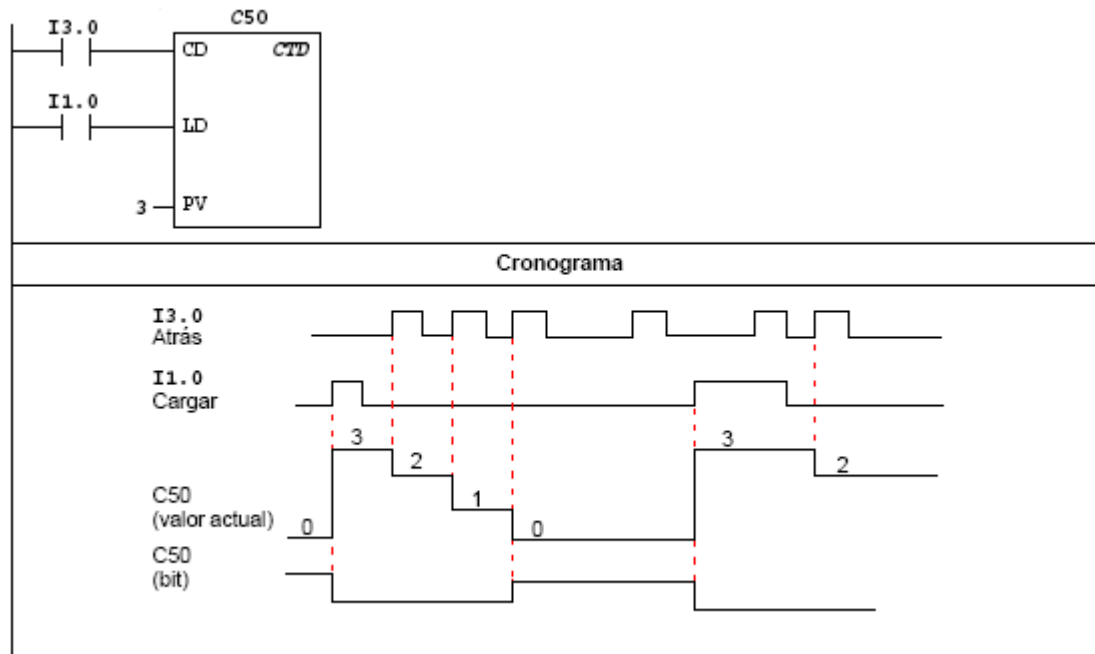 C50
I3.0
CD CTD
I1.0
LD
3 PV
Cronograma
I3.0
Atrás
I1.0
Cargar
3 2 1 0 3 2
C50
(valor actual) 0
C50
(bit)